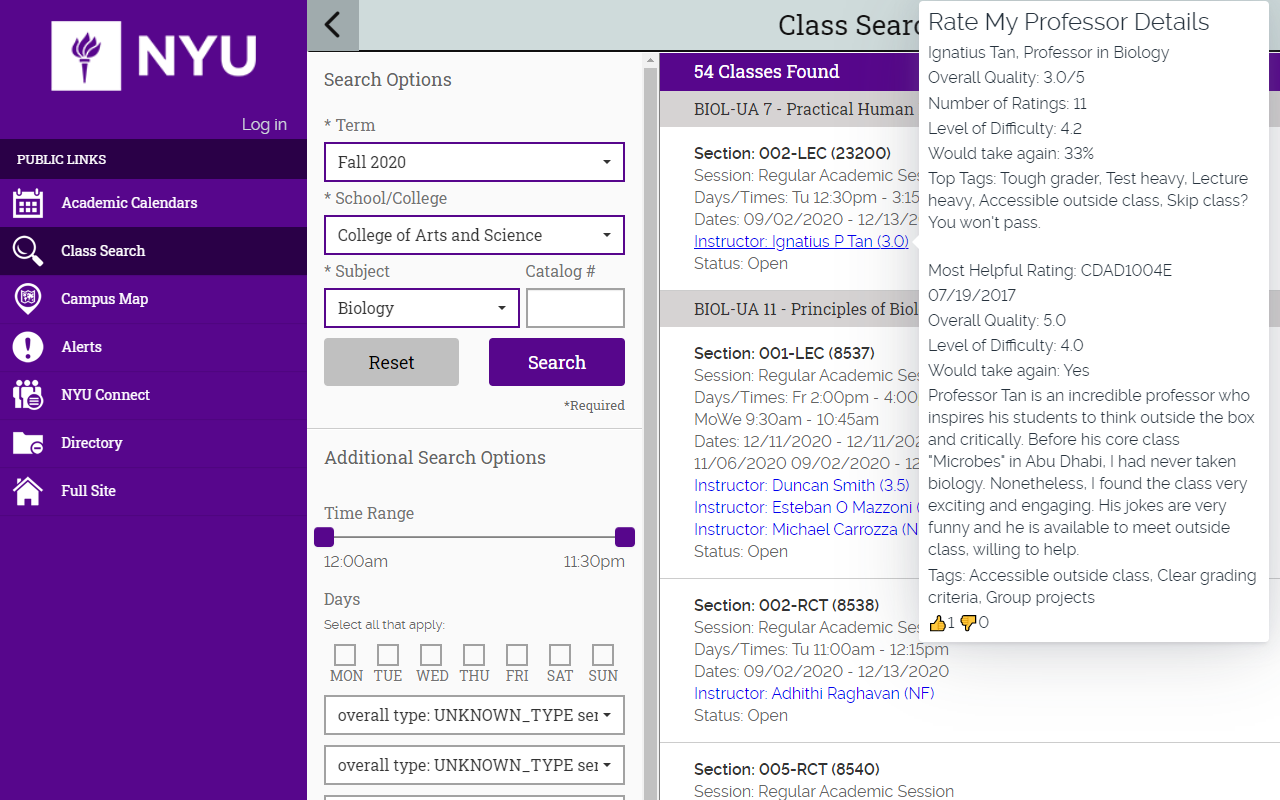 NYU
Log in
PUBLIC LINKS
Academic Calendars
Class Search
Campus Map
Alerts
NYU Connect
Directory
Full Site
Search Options
* Term
Fall 2020
* School/College
College of Arts and Science
* Subject
Catalog #
Biology
Reset
Search
*Required
Additional Search Options
Time Range
12:00am
11:30pm
Days
Select all that apply:
MON TUE WED THU FRI SAT SUN
overall type: UNKNOWN_TYPE ser
overall type: UNKNOWN_TYPE ser
Class Searc
54 Classes Found
BIOL-UA 7 - Practical Human
Section: 002-LEC (23200)
Session: Regular Academic Ses
Days/Times: Tu 12:30pm - 3:15
Dates: 09/02/2020 - 12/13/2
Instructor: Ignatius P Tan (3.0)
Status: Open
BIOL-UA 11 - Principles of Biol
Section: 001-LEC (8537)
Session: Regular Academic Ses
Days/Times: Fr 2:00pm - 4:00
MoWe 9:30am - 10:45am
Dates: 12/11/2020 - 12/11/202
11/06/2020 09/02/2020 - 12
Instructor: Duncan Smith (3.5)
Instructor: Esteban O Mazzoni (
Instructor: Michael Carrozza (N
Status: Open
Section: 002-RCT (8538)
Session: Regular Academic Ses
Days/Times: Tu 11:00am - 12:15pm
Dates: 09/02/2020 - 12/13/2020
Instructor: Adhithi Raghavan (NF)
Status: Open
Section: 005-RCT (8540)
Session: Regular Academic Session
Rate My Professor Details
Ignatius Tan, Professor in Biology
Overall Quality: 3.0/5
Number of Ratings: 11
Level of Difficulty: 4.2
Would take again: 33%
Top Tags: Tough grader, Test heavy, Lecture
heavy, Accessible outside class, Skip class?
You won't pass.
Most Helpful Rating: CDAD1004E
07/19/2017
Overall Quality: 5.0
Level of Difficulty: 4.0
Would take again: Yes
Professor Tan is an incredible professor who
inspires his students to think outside the box
and critically. Before his core class
"Microbes" in Abu Dhabi, I had never taken
biology. Nonetheless, I found the class very
exciting and engaging. His jokes are very
funny and he is available to meet outside
class, willing to help.
Tags: Accessible outside class, Clear grading
criteria, Group projects
👍1 👎0